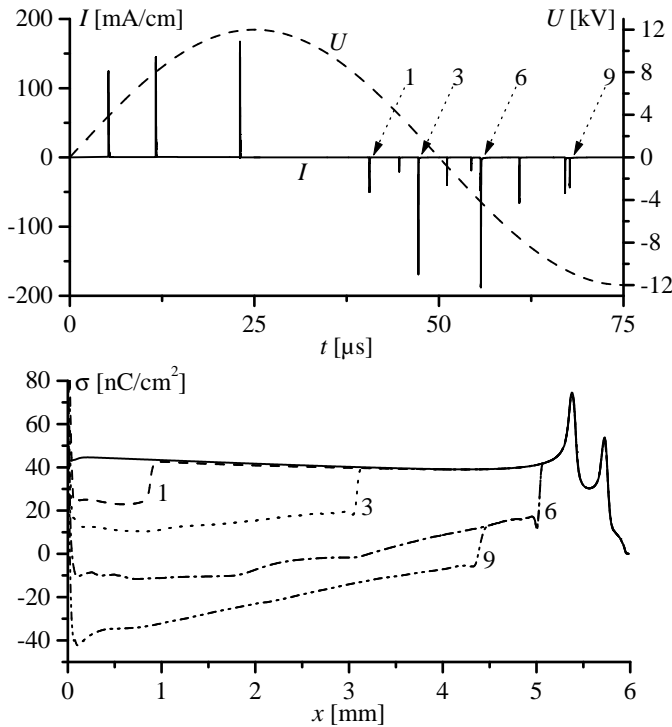 I [mA/cm] U [kV]
200 12
U 1 3 6 9
100 8
4
0 0
I
-100 -4
-8
-200 -12
0 25 50 75
t [µs]
80 σ [nC/cm²]
60
40
20 1 3 6
0 9
-20
-40
0 1 2 3 4 5 6
x [mm]